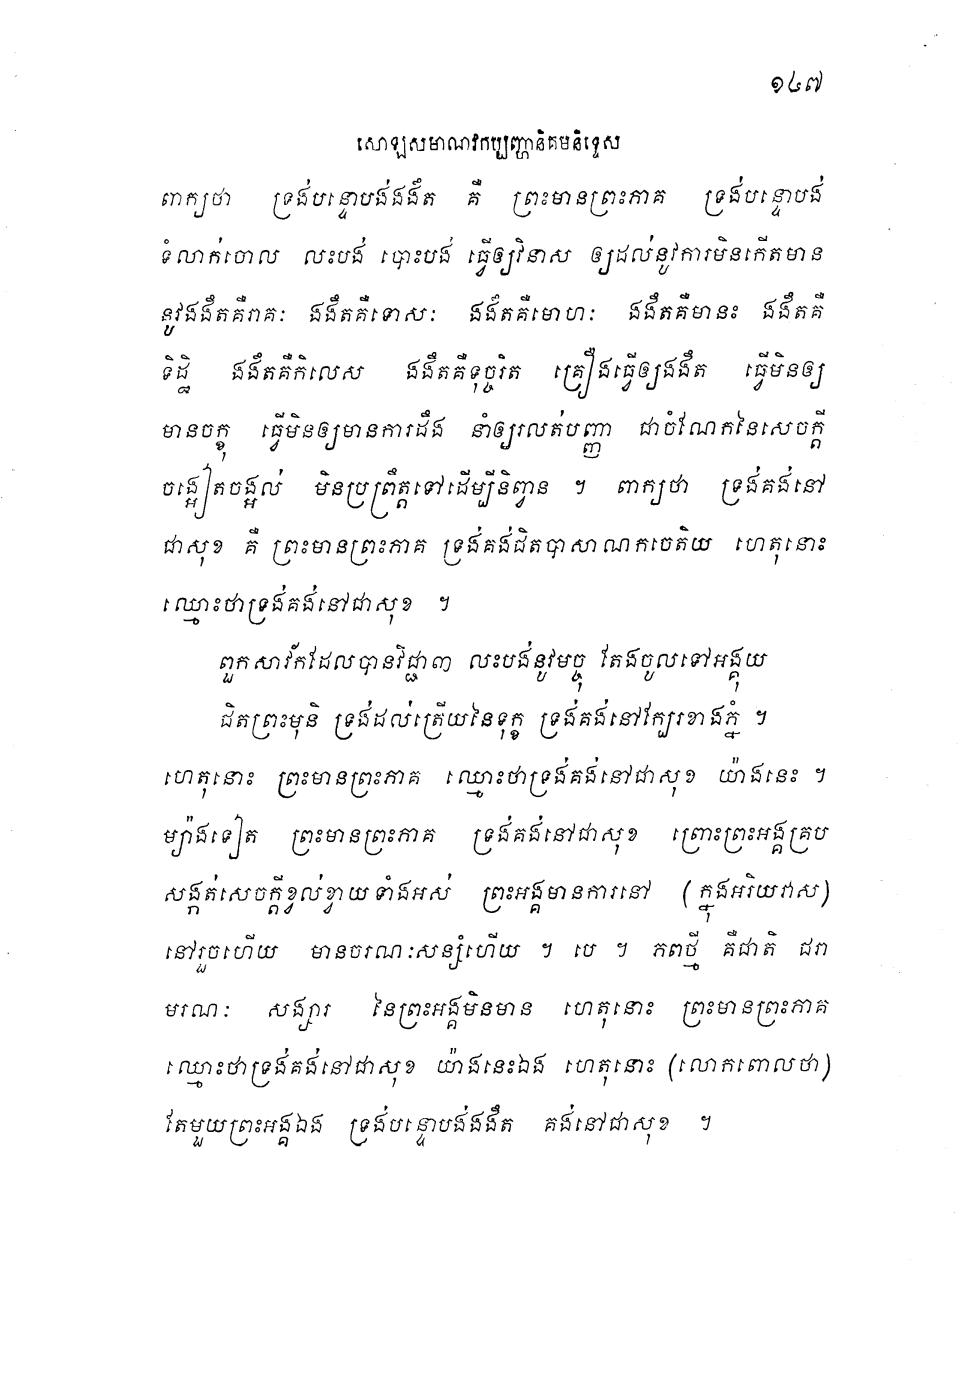 ១៤៧
សោឡសមាណវកប្បញ្ហានិគមនិទ្ទេស
ពាក្យថា ទ្រង់បន្ទោបង់ងងឹត គឺ ព្រះមានព្រះភាគ ទ្រង់បន្ទោបង់
ទំលាក់ចោល លះបង់ បោះបង់ ធ្វើឲ្យវិនាស ឲ្យដល់នូវការមិនកើតមាន
នូវងងឹតគឺរាគៈ ងងឹតគឺទោសៈ ងងឹតគឺមោហៈ ងងឹតគឺមានះ ងងឹតគឺ
ទិដ្ឋិ ងងឹតគឺកិលេស ងងឹតគឺទុច្ចរិត គ្រឿងធ្វើឲ្យងងឹត ធ្វើមិនឲ្យ
មានចក្ខុ ធ្វើមិនឲ្យមានការដឹង នាំឲ្យរលត់បញ្ញា ជាចំណែកនៃសេចក្តី
ចង្អៀតចង្អល់ មិនប្រព្រឹត្តទៅដើម្បីនិព្វាន ។ ពាក្យថា ទ្រង់គង់នៅ
ជាសុខ គឺ ព្រះមានព្រះភាគ ទ្រង់គង់ជិតបាសាណកចេតិយ ហេតុនោះ
ឈ្មោះថាទ្រង់គង់នៅជាសុខ ។
ពួកសាវ័កដែលបានវិជ្ជា៣ លះបង់នូវមច្ចុ តែងចូលទៅអង្គុយ
ជិតព្រះមុនិ ទ្រង់ដល់ត្រើយនៃទុក្ខ ទ្រង់គង់នៅក្បែរខាងភ្នំ ។
ហេតុនោះ ព្រះមានព្រះភាគ ឈ្មោះថាទ្រង់គង់នៅជាសុខ យ៉ាងនេះ ។
ម្យ៉ាងទៀត ព្រះមានព្រះភាគ ទ្រង់គង់នៅជាសុខ ព្រោះព្រះអង្គគ្រប
សង្កត់សេចក្តីខ្វល់ខ្វាយទាំងអស់ ព្រះអង្គមានការនៅ (ក្នុងអរិយវាស)
នៅរួចហើយ មានចរណៈសន្សំហើយ ។ បេ ។ ភពថ្មី គឺជាតិ ជរា
មរណៈ សង្សារ នៃព្រះអង្គមិនមាន ហេតុនោះ ព្រះមានព្រះភាគ
ឈ្មោះថាទ្រង់គង់នៅជាសុខ យ៉ាងនេះឯង ហេតុនោះ (លោកពោលថា)
តែមួយព្រះអង្គឯង ទ្រង់បន្ទោបង់ងងឹត គង់នៅជាសុខ ។